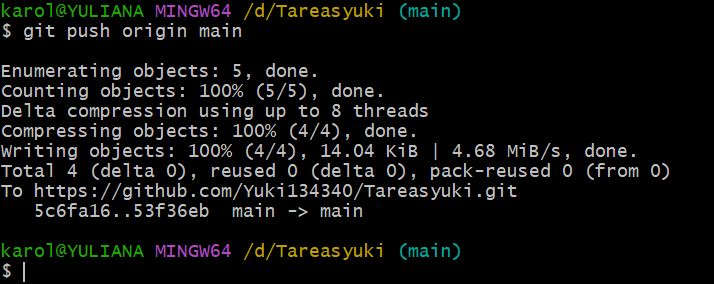 karol@YULIANA MINGW64 /d/Tareasyuki (main)
$ git push origin main
Enumerating objects: 5, done.
Counting objects: 100% (5/5), done.
Delta compression using up to 8 threads
Compressing objects: 100% (4/4), done.
Writing objects: 100% (4/4), 14.04 KiB | 4.68 MiB/s, done.
Total 4 (delta 0), reused 0 (delta 0), pack-reused 0 (from 0)
To https://github.com/Yuki134340/Tareasyuki.git
   5c6fa16..53f36eb  main -> main
karol@YULIANA MINGW64 /d/Tareasyuki (main)
$